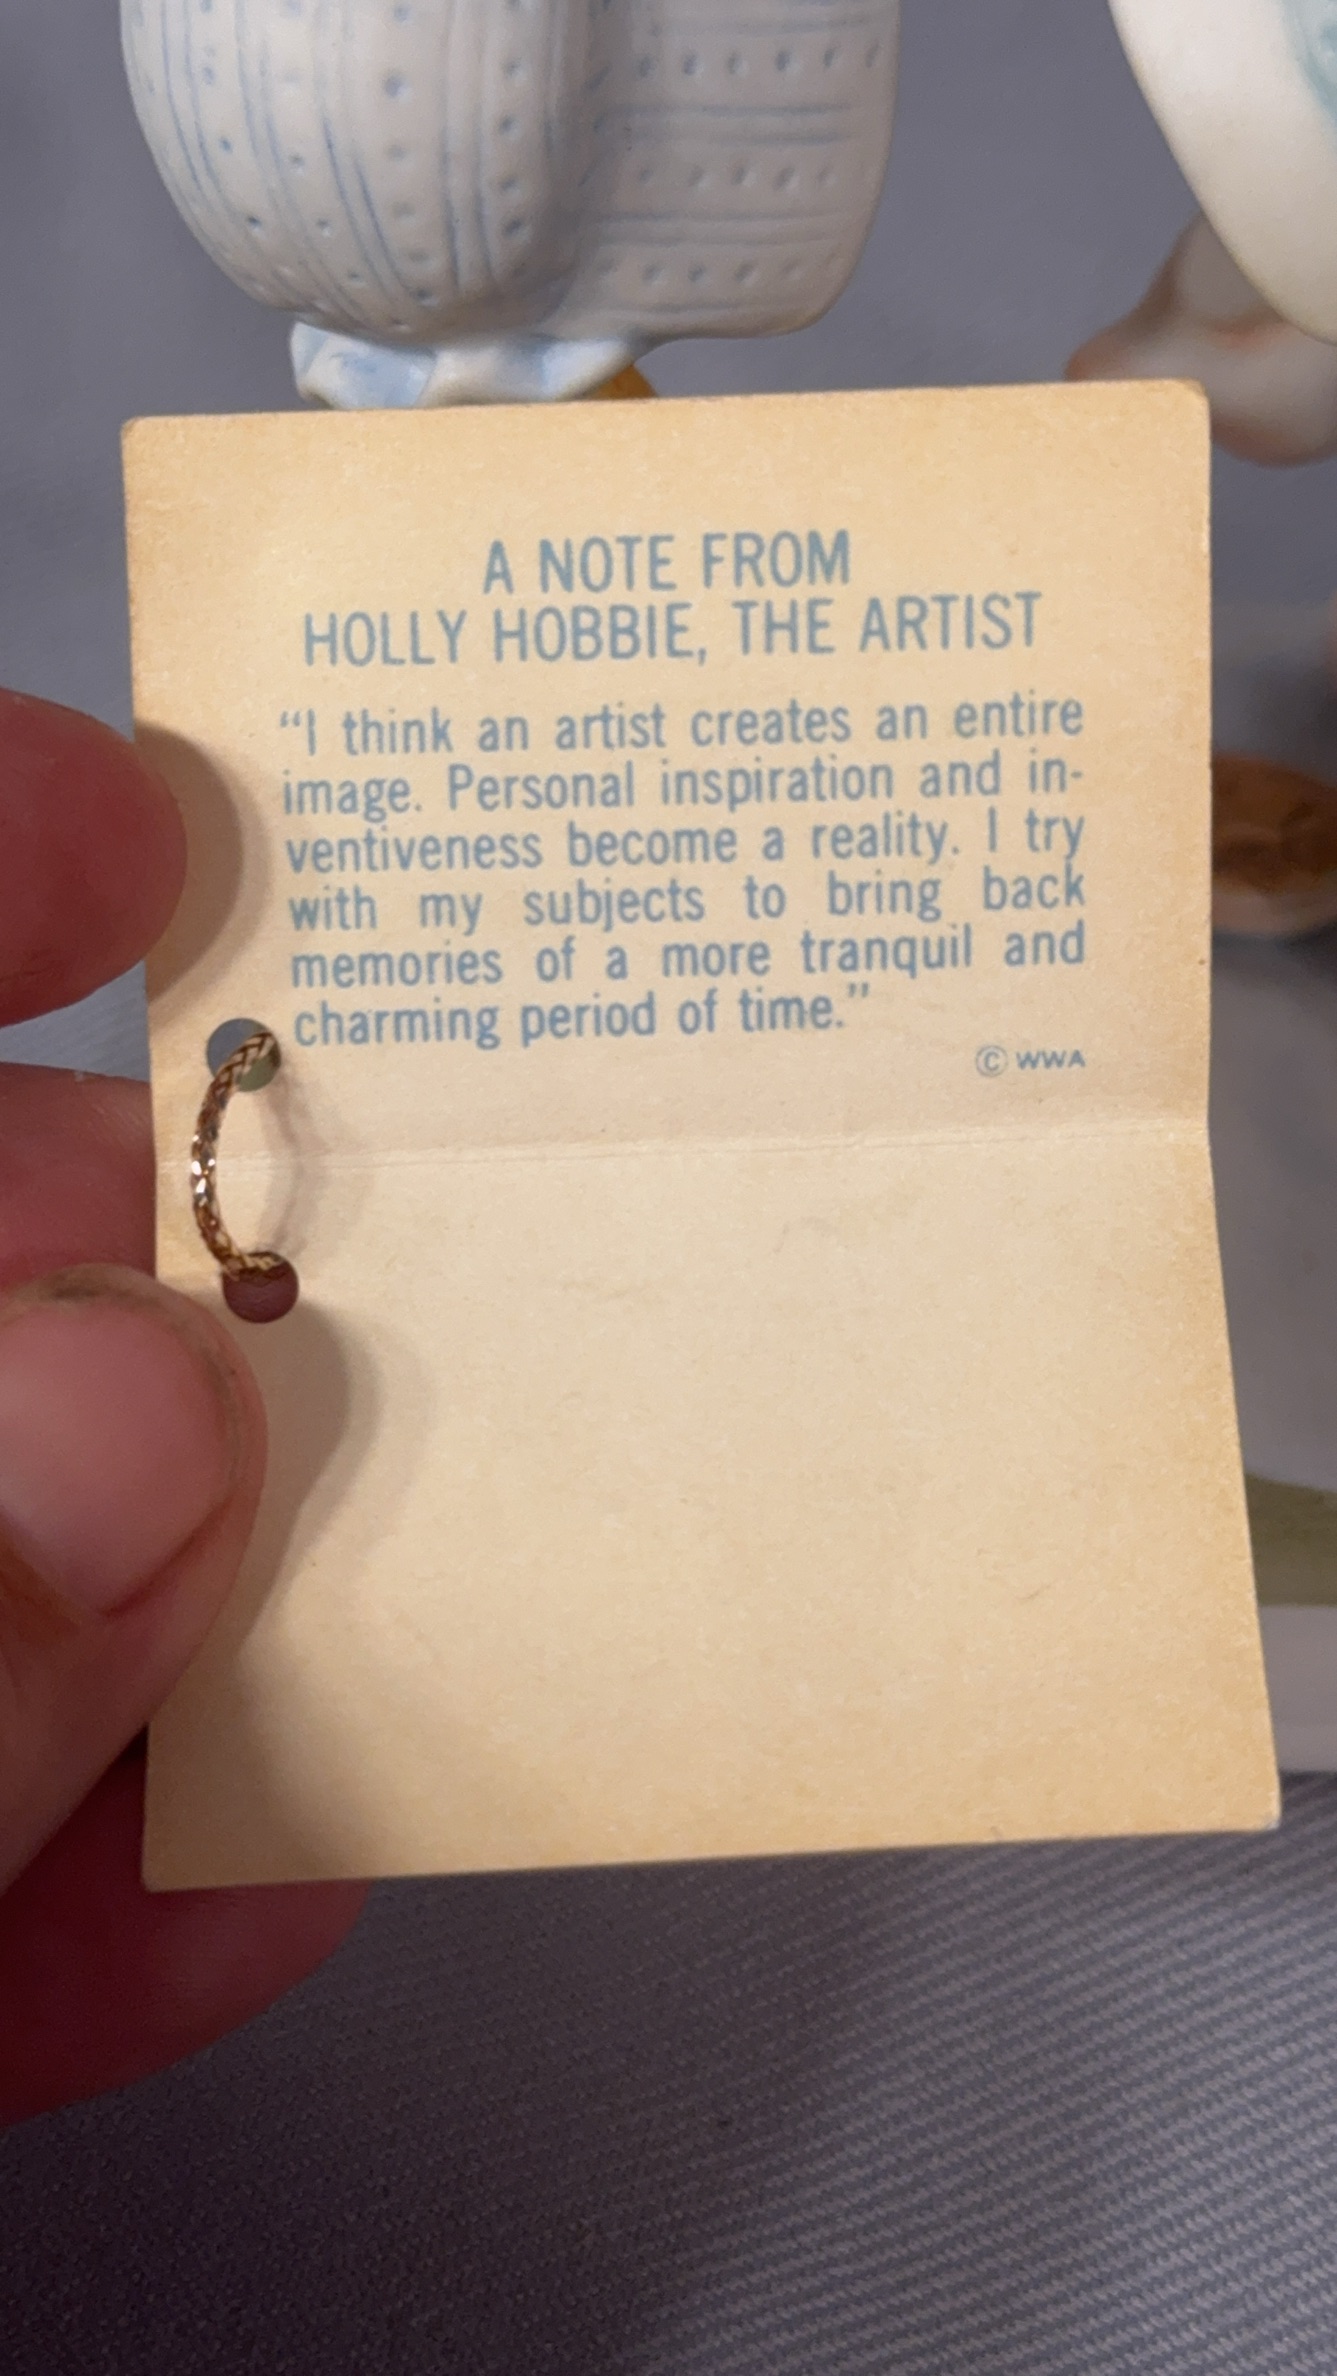 A NOTE FROM
HOLLY HOBBIE, THE ARTIST
“I think an artist creates an entire
image. Personal inspiration and in-
ventiveness become a reality. I try
with my subjects to bring back
memories of a more tranquil and
charming period of time.”
© WWA